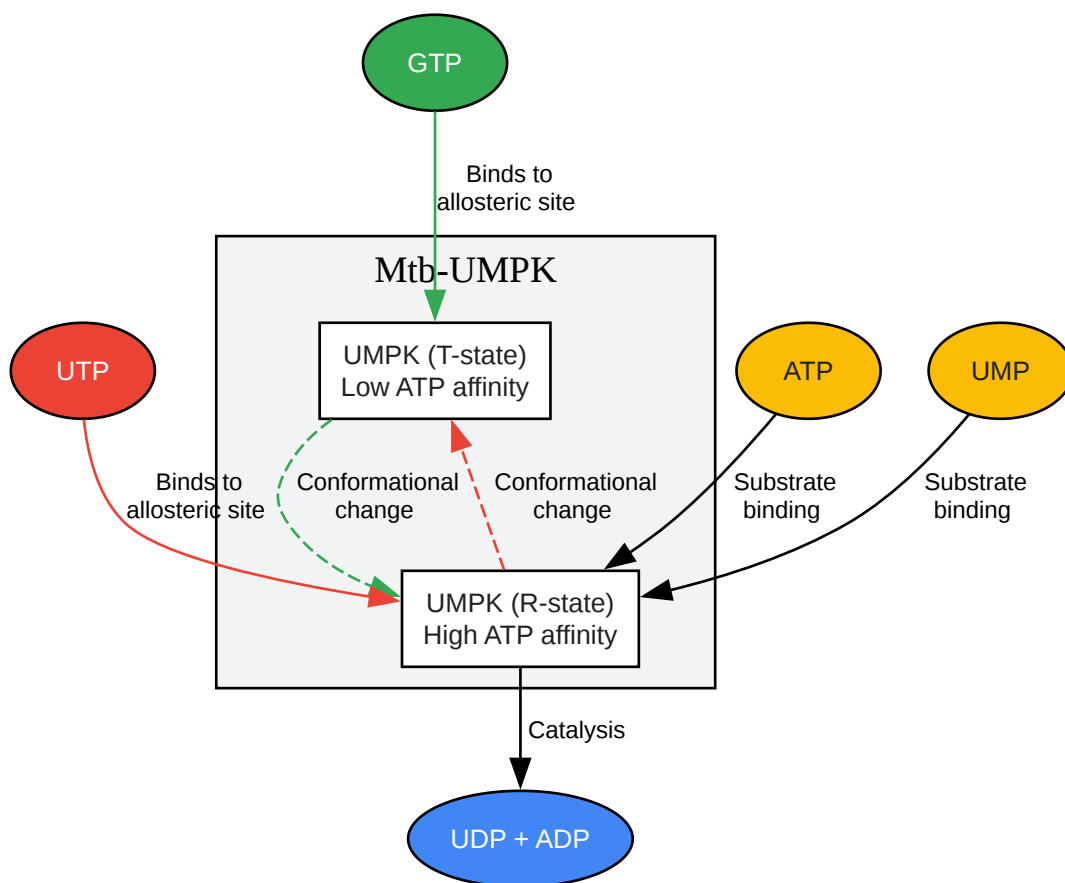 GTP
Binds to
allosteric site
Mtb-UMPK
UTP
UMPK (T-state)
Low ATP affinity
ATP
UMP
Binds to
allosteric site
Conformational
change
Conformational
change
Substrate
binding
Substrate
binding
UMPK (R-state)
High ATP affinity
Catalysis
UDP + ADP